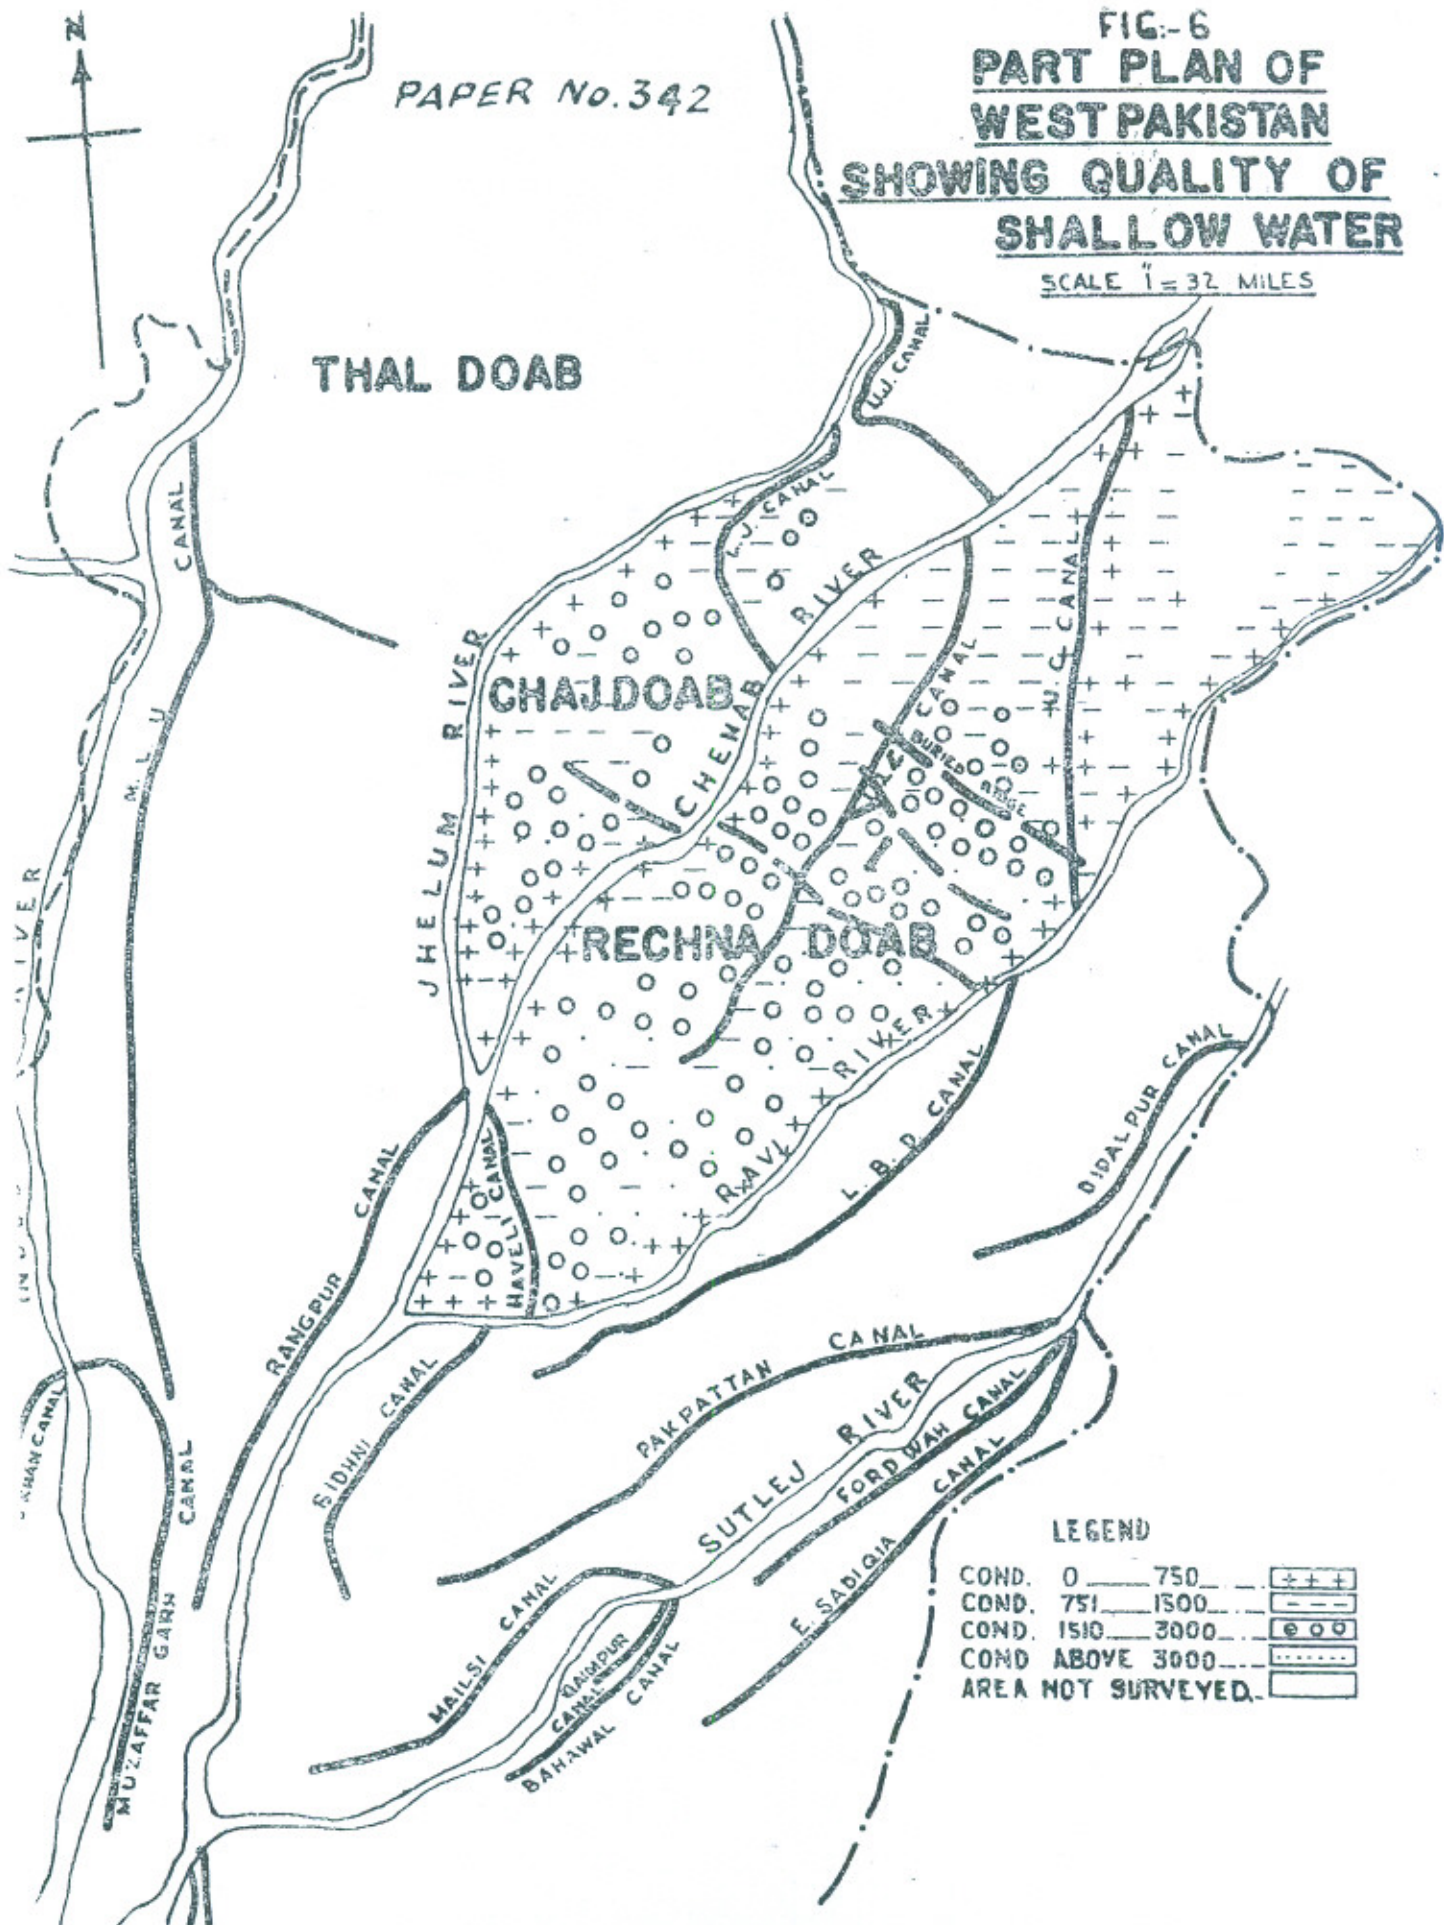 FIG:-6
PAPER No.342
PART PLAN OF
WEST PAKISTAN
SHOWING QUALITY OF
SHALLOW WATER
SCALE 1"=32 MILES
N
THAL DOAB
U.J. CANAL
L.J. CANAL
CANAL
M.L.U
CHENAB RIVER
U.C. CANAL
JHELUM RIVER
CHAJ DOAB
CANAL
BURIED RIDGE
RECHNA DOAB
RIVER
RAVI RIVER
L.B.D. CANAL
DIDALPUR CANAL
HAVELI CANAL
RANGPUR CANAL
SIDHNI CANAL
PAKPATTAN CANAL
SUTLEJ RIVER
FORDWAH CANAL
E. SADIQIA CANAL
MAILSI CANAL
QAIMPUR CANAL
BAHAWAL CANAL
MUZAFFAR GARH CANAL
LEGEND
COND. 0 750
COND. 751 1500
COND. 1510 3000
COND ABOVE 3000
AREA NOT SURVEYED.